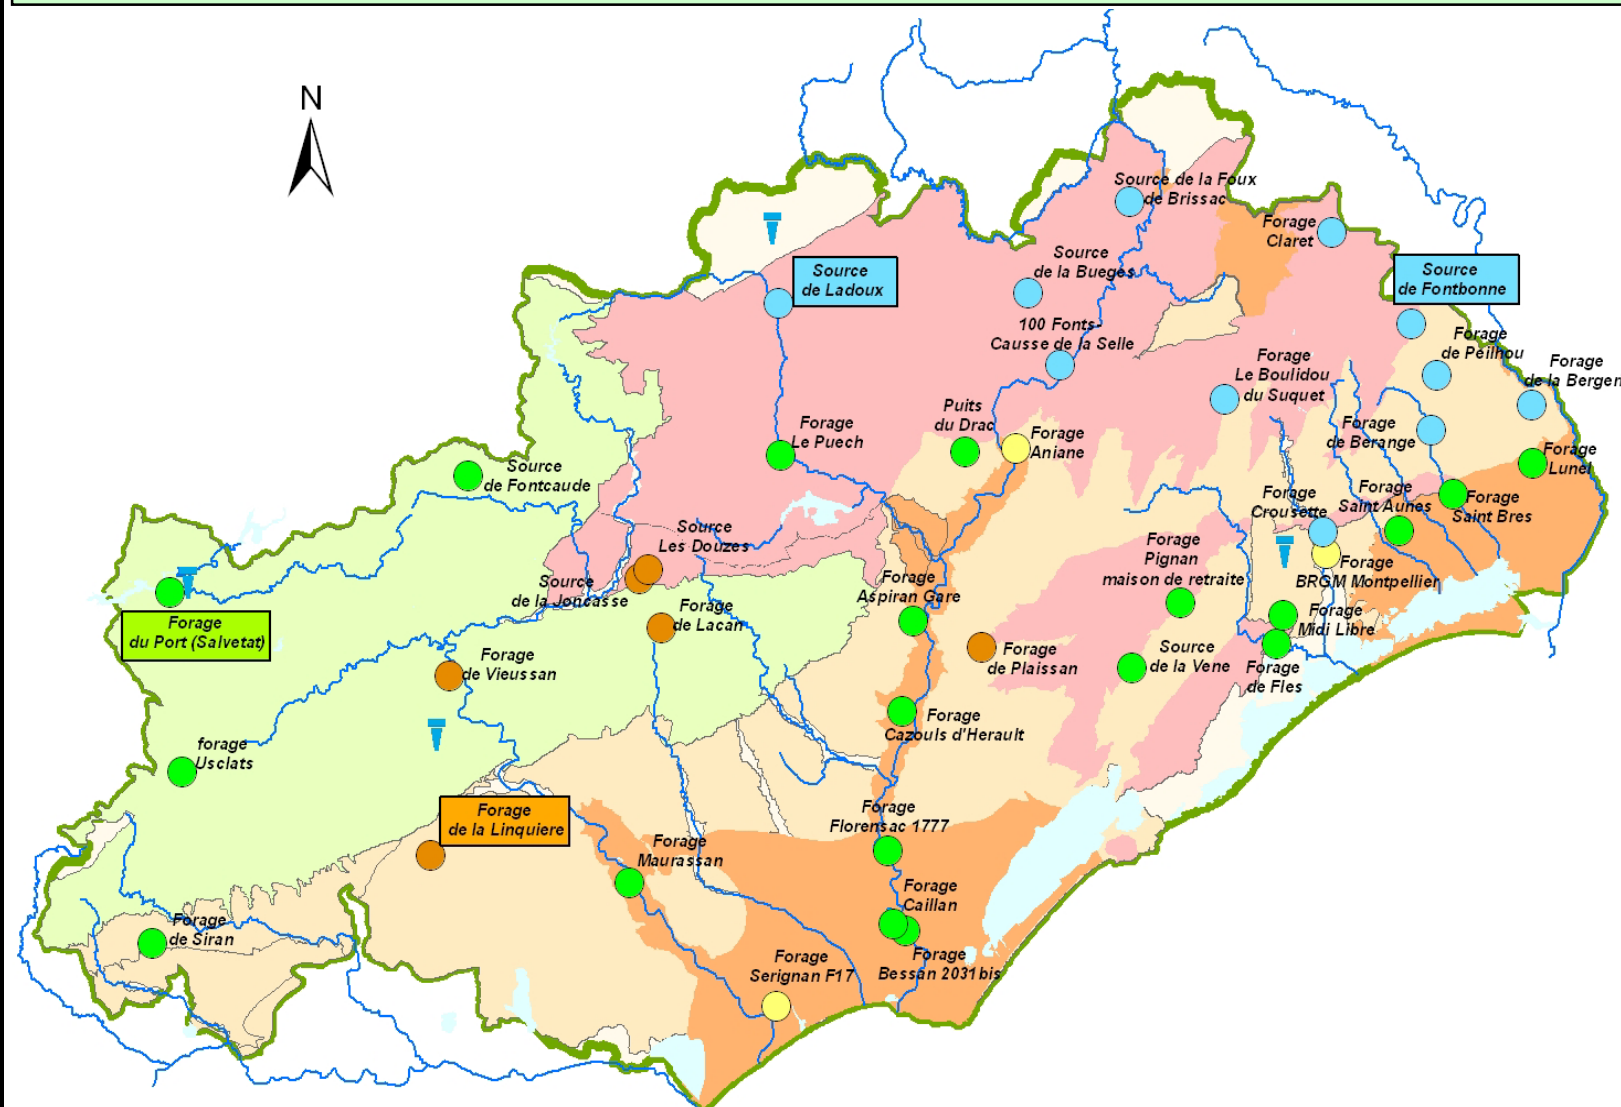 N
Source de la Foux
de Brissac
Forage
Claret
Source
de la Bueges
Source
de Ladoux
Source
de Fontbonne
100 Fonts-
Causse de la Selle
Forage
de Peilhou
Forage
de la Bergen
Forage
Le Boulidou
du Suquet
Forage
Le Puech
Puits
du Drac
Forage
Aniane
Forage
de Berange
Forage
Lunel
Source
de Fontcaude
Forage
Crousette
Forage
Saint Aunes
Forage
Saint Bres
Source
Les Douzes
Forage
Pignan
maison de retraite
Forage
BRGM Montpellier
Source
de la Joncasse
Forage
Aspiran Gare
Forage
de Lacan
Forage
Midi Libre
Forage
du Port (Salvetat)
Forage
de Vieussan
Forage
de Plaissan
Source
de la Vene
Forage
de Fles
Forage
Cazouls d'Herault
forage
Usclats
Forage
de la Linquiere
Forage
Florensac 1777
Forage
Maurassan
Forage
Caillan
Forage
de Siran
Forage
Serignan F17
Forage
Bessan 2031bis